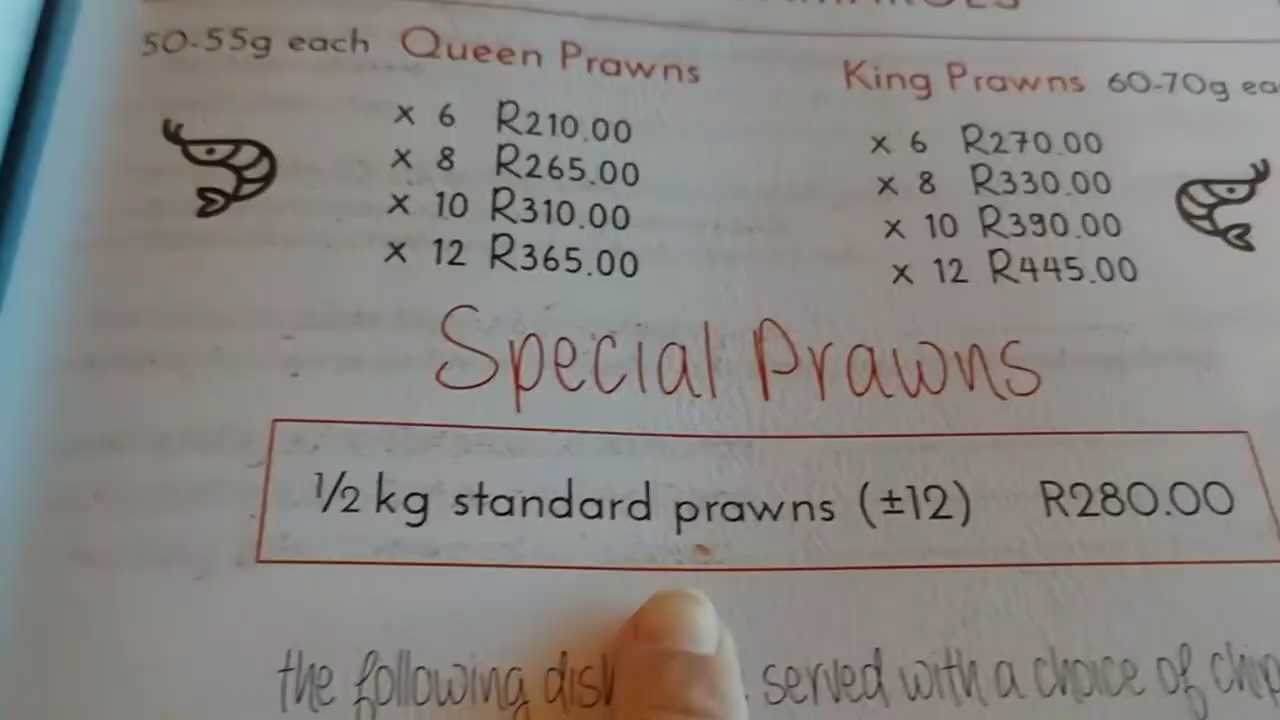 50-55g each Queen Prawns
x 6 R210.00
x 8 R265.00
x 10 R310.00
x 12 R365.00
King Prawns 60-70g ea
x 6 R270.00
x 8 R330.00
x 10 R390.00
x 12 R445.00
Special Prawns
1/2 kg standard prawns (±12) R280.00
the following served with a choice of